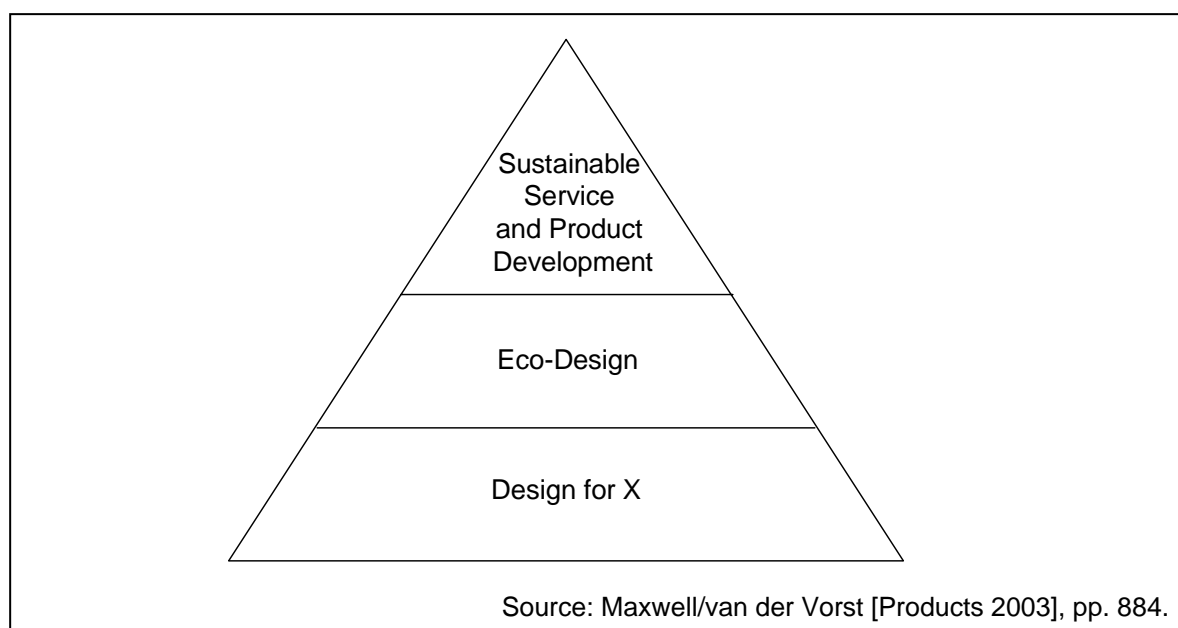 Sustainable
Service
and Product
Development
Eco-Design
Design for X
Source: Maxwell/van der Vorst [Products 2003], pp. 884.